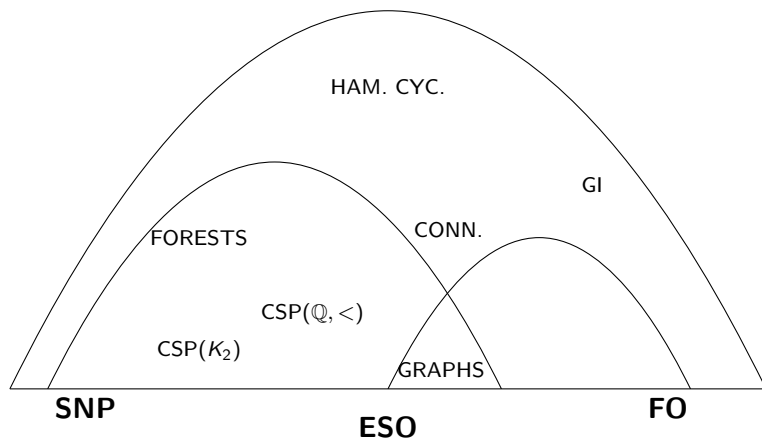 HAM. CYC.
GI
CONN.
FORESTS
CSP(ℚ, <)
CSP(K₂)
GRAPHS
SNP
FO
ESO